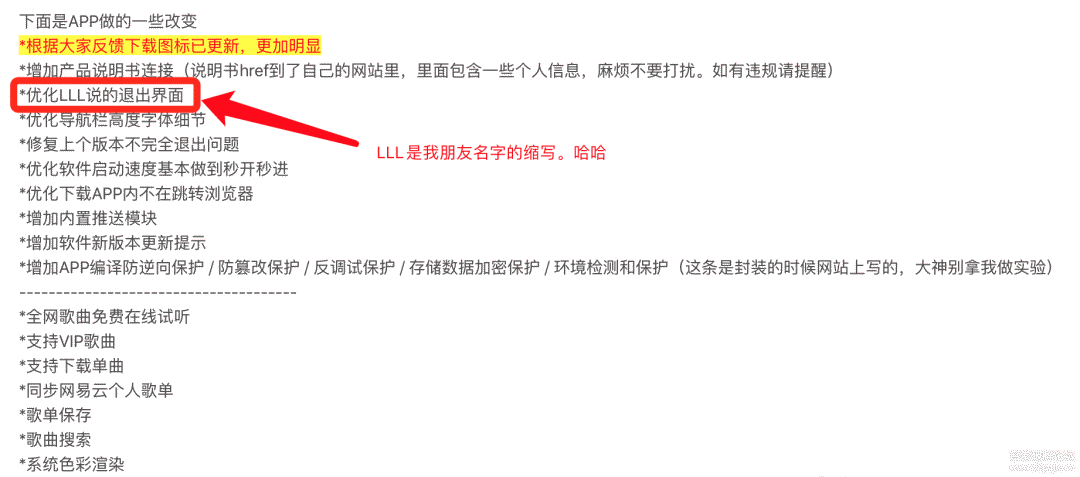 下面是APP做的一些改变
*根据大家反馈下载图标已更新，更加明显
*增加产品说明书连接（说明书href到了自己的网站里，里面包含一些个人信息，麻烦不要打扰。如有违规请提醒）
*优化LLL说的退出界面
*优化导航栏高度字体细节
*修复上个版本不完全退出问题
LLL是我朋友名字的缩写。哈哈
*优化软件启动速度基本做到秒开秒进
*优化下载APP内不在跳转浏览器
*增加内置推送模块
*增加软件新版本更新提示
*增加APP编译防逆向保护 / 防篡改保护 / 反调试保护 / 存储数据加密保护 / 环境检测和保护（这条是封装的时候网站上写的，大神别拿我做实验）
--------------------------------------
*全网歌曲免费在线试听
*支持VIP歌曲
*支持下载单曲
*同步网易云个人歌单
*歌单保存
*歌曲搜索
*系统色彩渲染